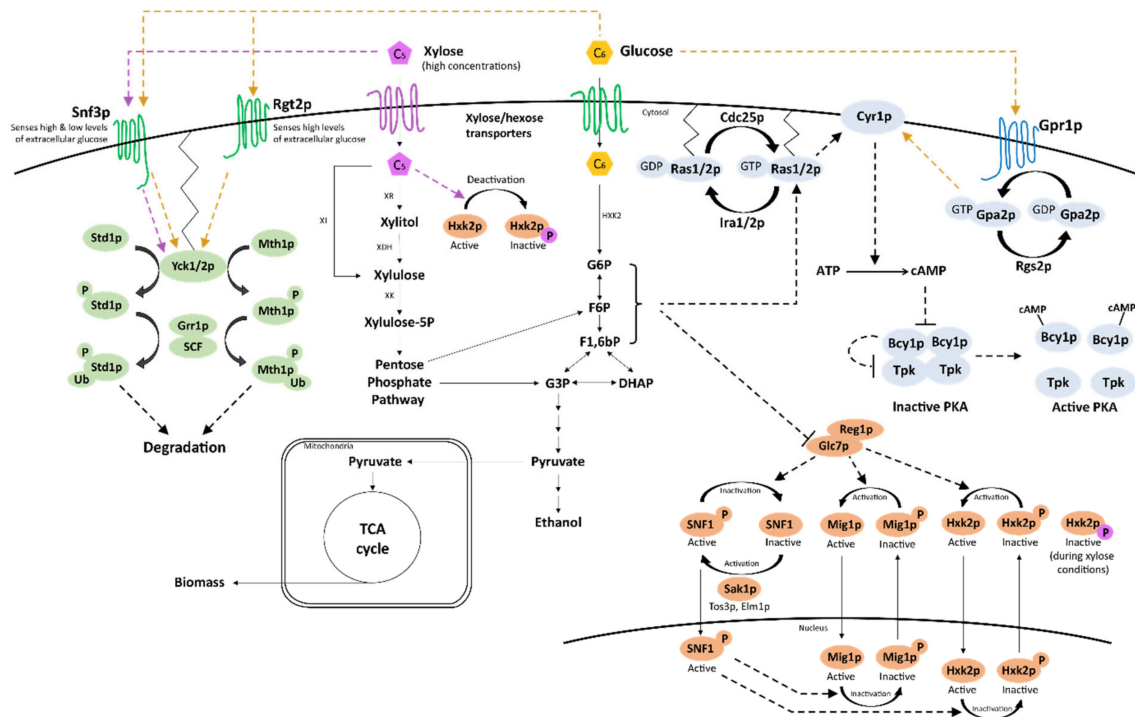 C₅
Xylose
(high concentrations)
C₆
Glucose
Snf3p
Senses high & low levels
of extracellular glucose
Rgt2p
Senses high levels
of extracellular glucose
Xylose/hexose
transporters
Cytosol
Cdc25p
GDP
Ras1/2p
GTP
Ras1/2p
Ira1/2p
Cyr1p
Gpr1p
GTP
Gpa2p
GDP
Gpa2p
Rgs2p
C₅
C₆
Deactivation
Hxk2p
Active
Hxk2p
P
Inactive
XR
XI
Xylitol
XDH
Xylulose
XK
Xylulose-5P
Pentose
Phosphate
Pathway
HXK2
G6P
F6P
F1,6bP
G3P
DHAP
Pyruvate
Ethanol
Std1p
Mth1p
Yck1/2p
P
Std1p
P
Mth1p
Grr1p
SCF
P
Std1p
Ub
P
Mth1p
Ub
Degradation
ATP
cAMP
Bcy1p
Bcy1p
Tpk
Tpk
Inactive PKA
cAMP
cAMP
Bcy1p
Bcy1p
Tpk
Tpk
Active PKA
Mitochondria
Pyruvate
TCA
cycle
Biomass
Reg1p
Glc7p
Inactivation
SNF1
P
Active
SNF1
Inactive
Activation
Sak1p
Tos3p, Elm1p
Activation
Mig1p
Active
Mig1p
P
Inactive
Activation
Hxk2p
Active
Hxk2p
P
Inactive
Hxk2p
P
Inactive
(during xylose
conditions)
Nucleus
SNF1
P
Active
Mig1p
Active
Mig1p
P
Inactive
Inactivation
Hxk2p
Active
Hxk2p
P
Inactive
Inactivation